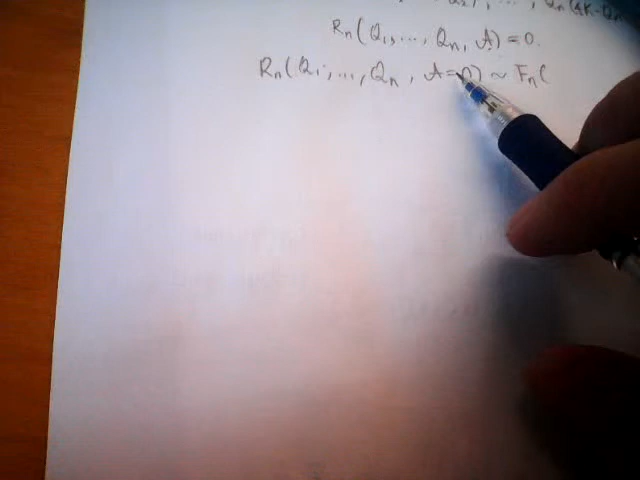 Rn(Q1,..., Qn, A) = 0.
Rn(Q1,..., Qn, A=0) ~ Fn(